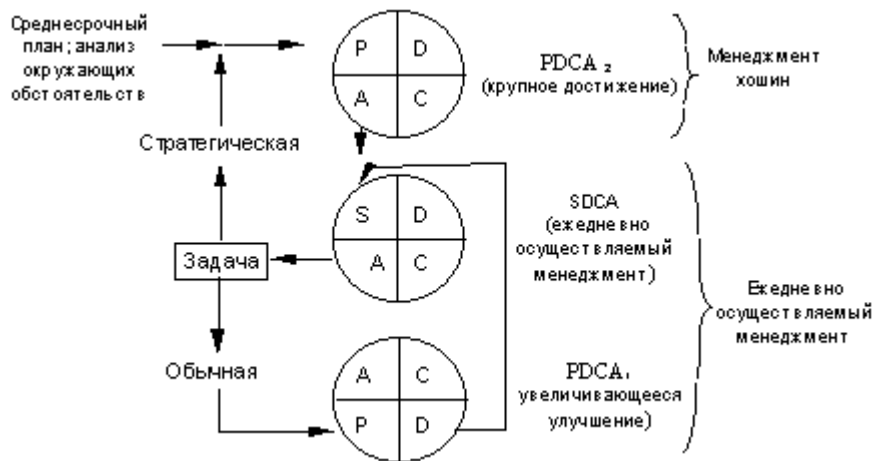 Среднесрочный
план; анализ
окружающих
обстоятельств
P D
A C
PDCA ₂
(крупное достижение)
Менеджмент
хошин
Стратегическая
S D
A C
SDCA
(ежедневно
осуществляемый
менеджмент)
Задача
Ежедневно
осуществляемый
менеджмент
Обычная
A C
P D
PDCA₁
увеличивающееся
улучшение)